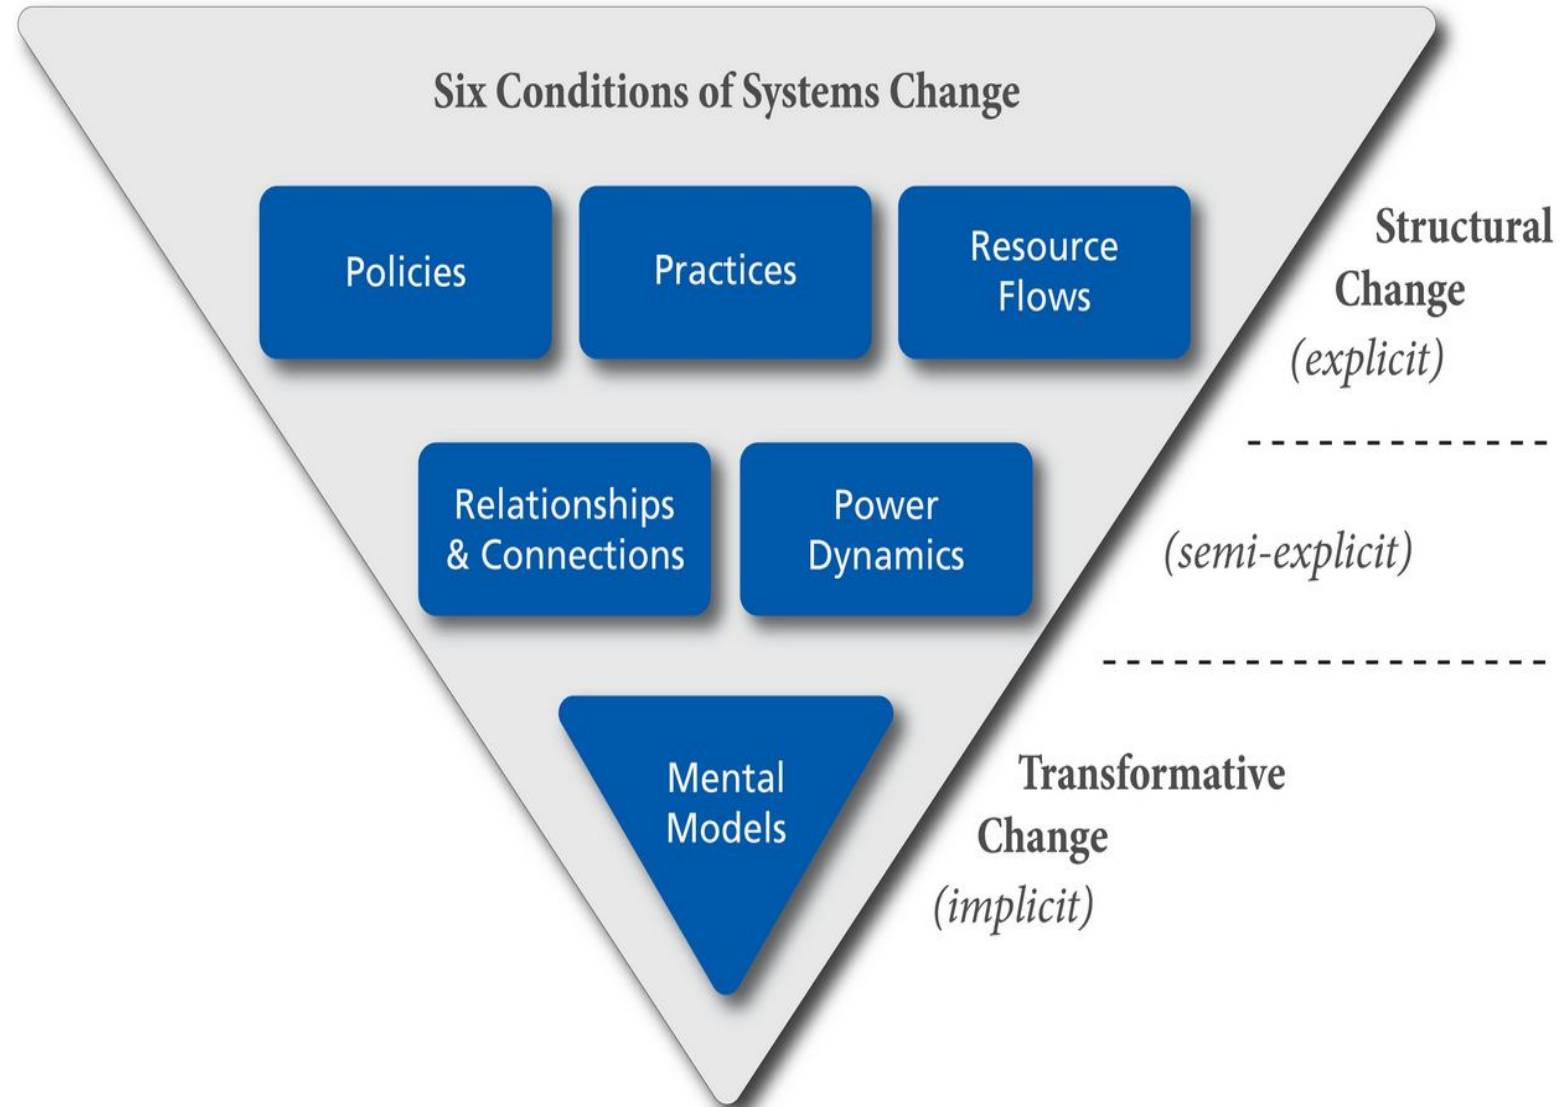 Six Conditions of Systems Change
Policies
Practices
Resource
Flows
Structural
Change
(explicit)
Relationships
& Connections
Power
Dynamics
(semi-explicit)
Mental
Models
Transformative
Change
(implicit)